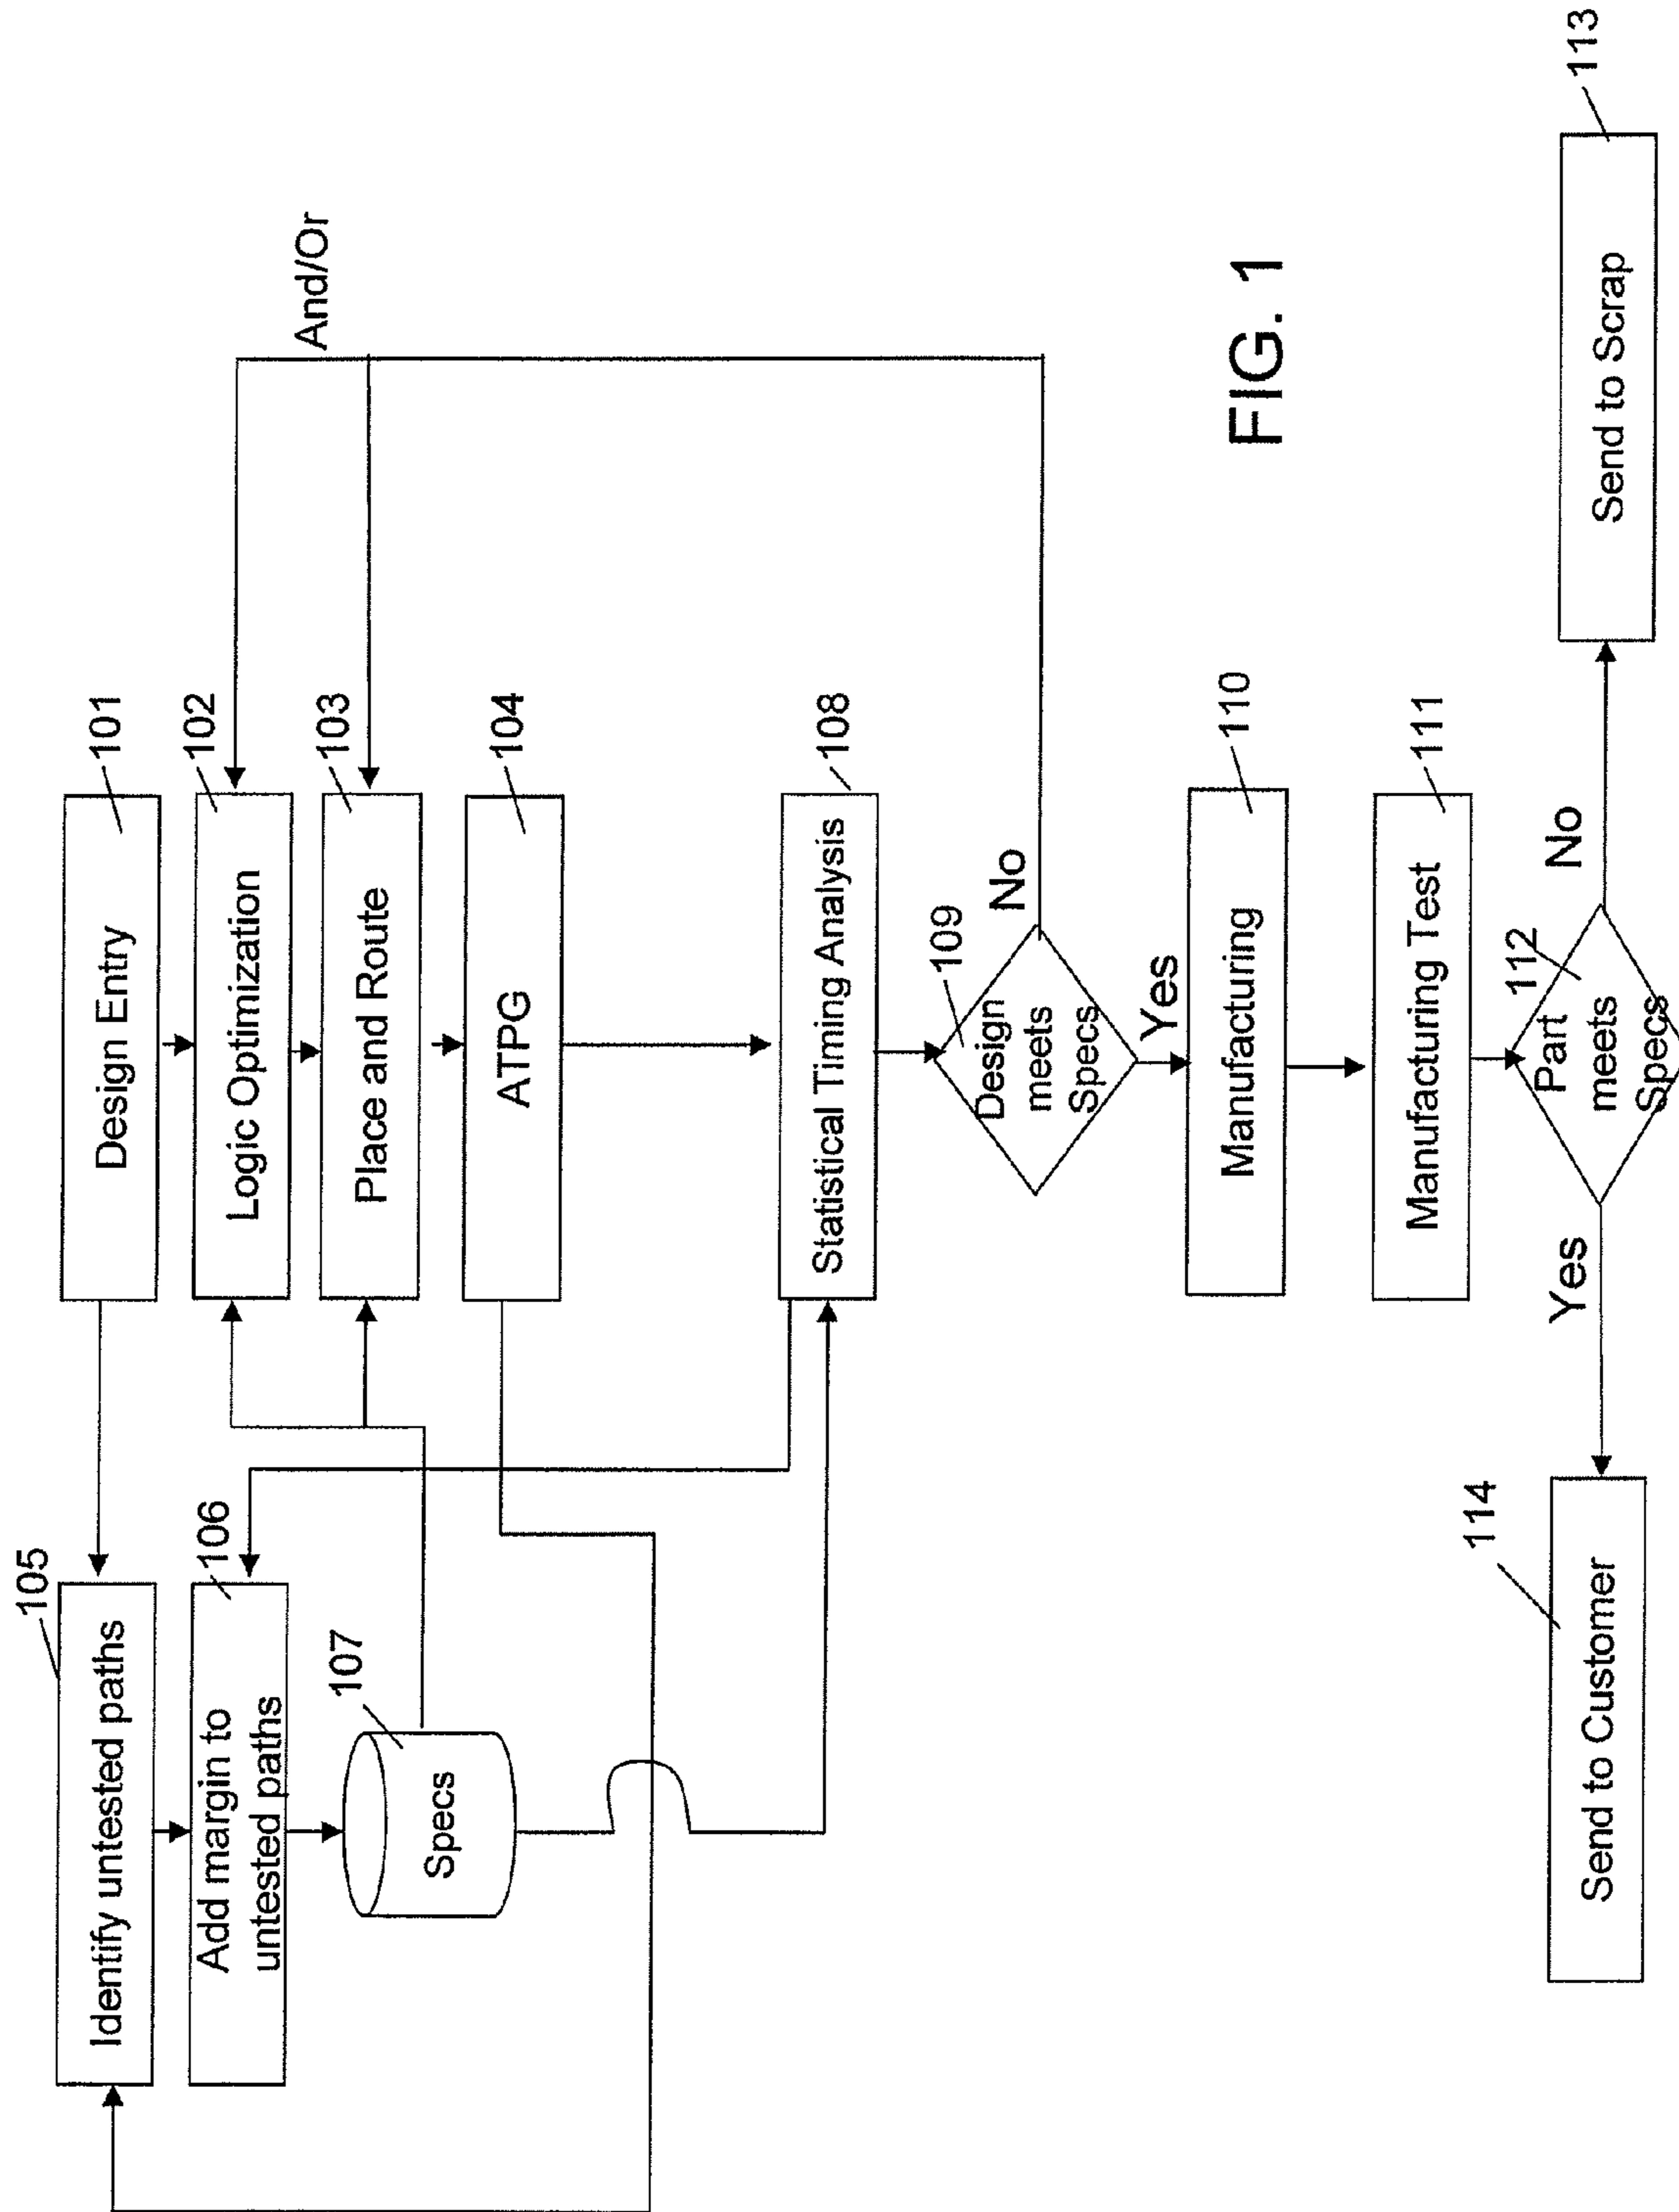 105
Identify untested paths
106
Add margin to
untested paths
107
Specs
101
Design Entry
102
Logic Optimization
103
Place and Route
104
ATPG
And/Or
108
Statistical Timing Analysis
109
Design
meets
Specs
No
Yes
110
Manufacturing
111
Manufacturing Test
112
Part
meets
Specs
No
Yes
113
Send to Scrap
114
Send to Customer
FIG. 1